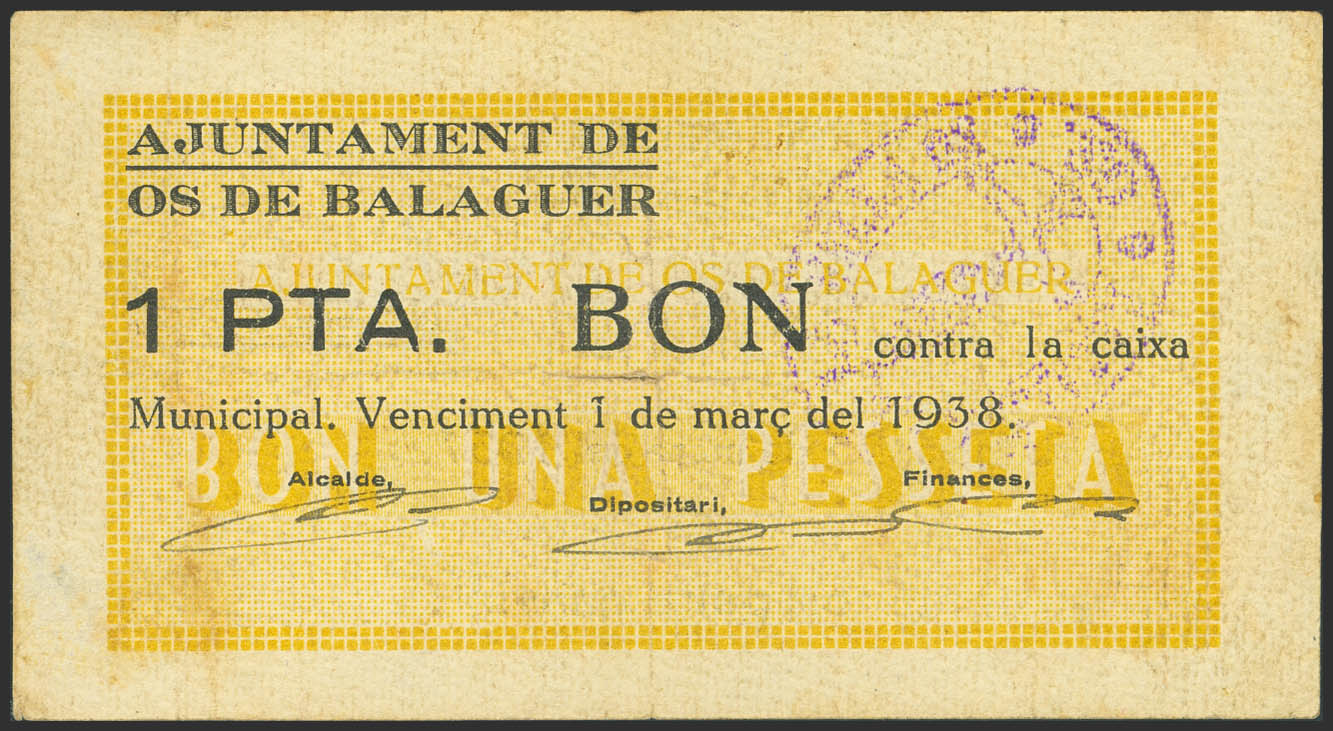 AJUNTAMENT DE
OS DE BALAGUER
AJUNTAMENT DE OS DE BALAGUER
1 PTA. BON contra la caixa
Municipal. Venciment 1 de març del 1938.
BON UNA PESSETA
Alcalde, Finances,
Dipositari,